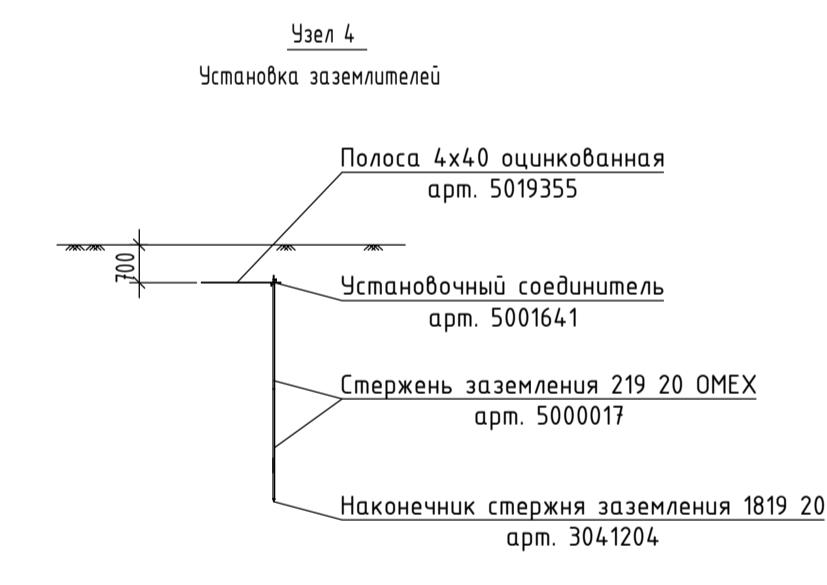 Узел 4
Установка заземлителей
Полоса 4х40 оцинкованная
арт. 5019355
700
Установочный соединитель
арт. 5001641
Стержень заземления 219 20 OMEX
арт. 5000017
Наконечник стержня заземления 1819 20
арт. 3041204